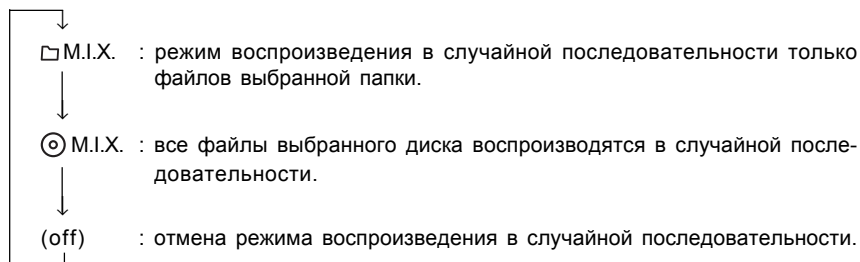 M.I.X. : режим воспроизведения в случайной последовательности только
файлов выбранной папки.
M.I.X. : все файлы выбранного диска воспроизводятся в случайной после-
довательности.
(off) : отмена режима воспроизведения в случайной последовательности.